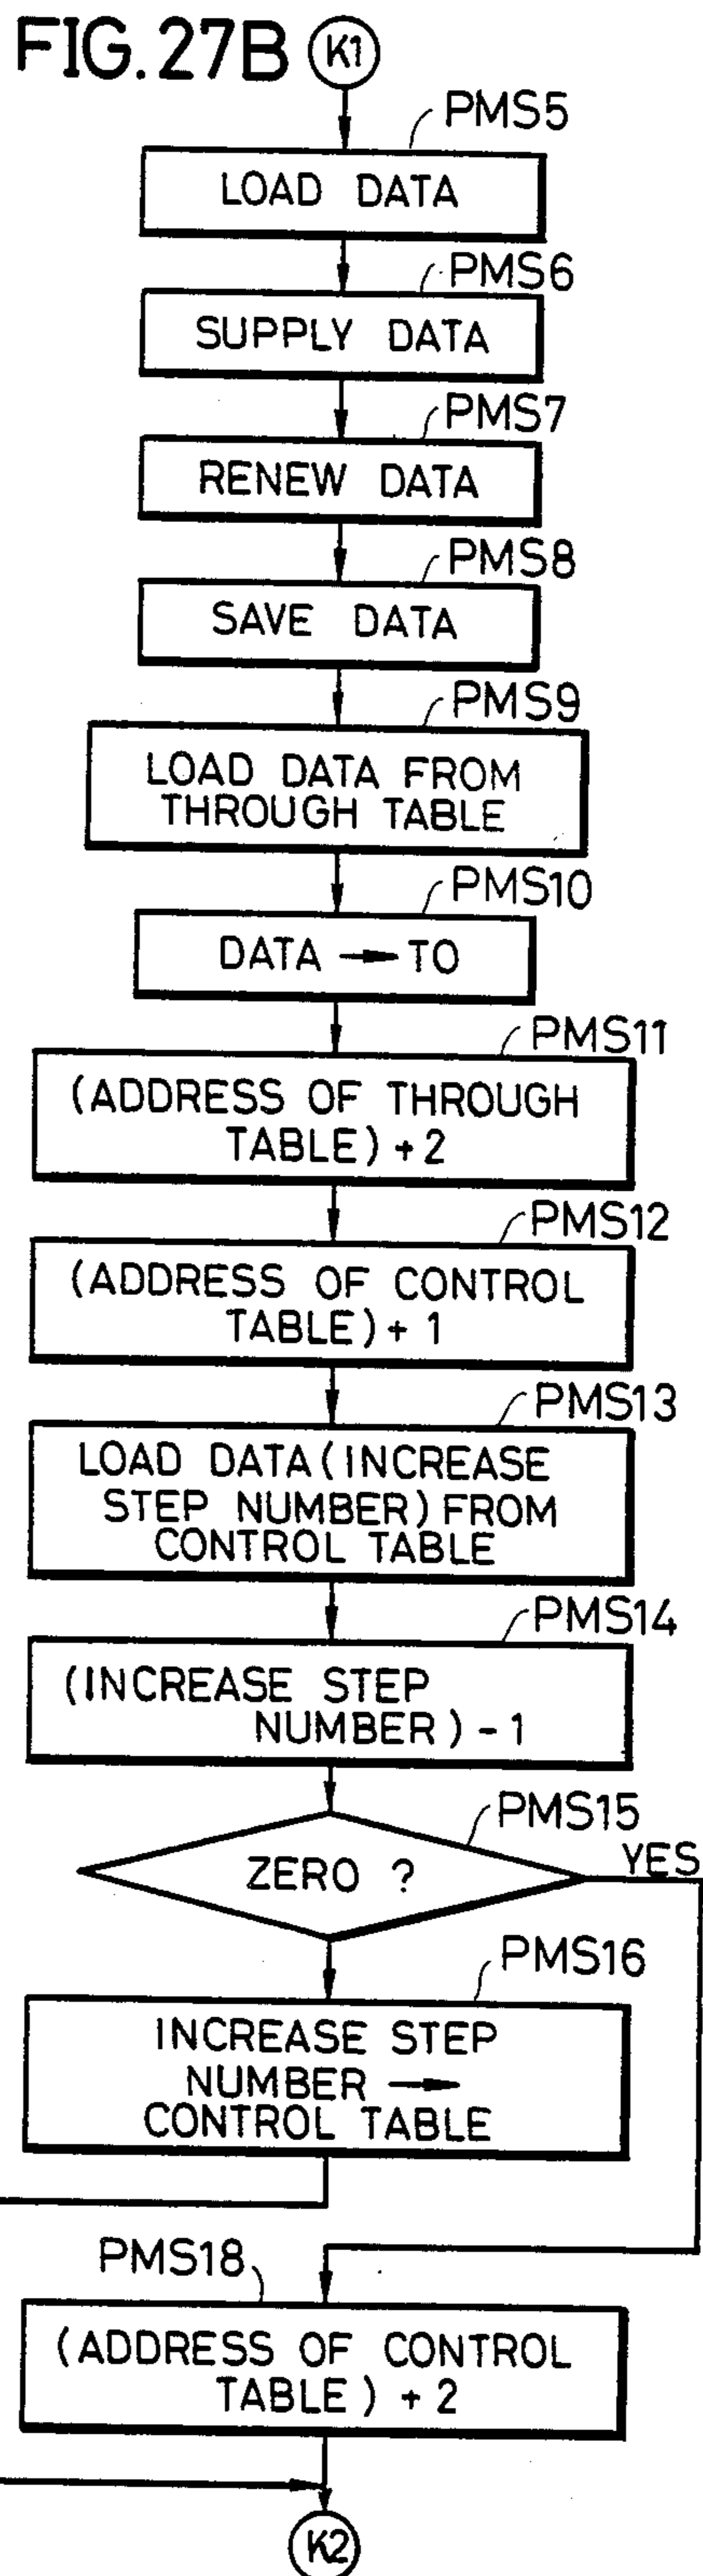 FIG. 27B K1
PMS5
LOAD DATA
PMS6
SUPPLY DATA
PMS7
RENEW DATA
PMS8
SAVE DATA
PMS9
LOAD DATA FROM
THROUGH TABLE
PMS10
DATA → TO
PMS11
(ADDRESS OF THROUGH
TABLE) + 2
PMS12
(ADDRESS OF CONTROL
TABLE) + 1
PMS13
LOAD DATA (INCREASE
STEP NUMBER) FROM
CONTROL TABLE
PMS14
(INCREASE STEP
NUMBER) - 1
PMS15
ZERO ?
YES
PMS16
INCREASE STEP
NUMBER →
CONTROL TABLE
PMS18
(ADDRESS OF CONTROL
TABLE) + 2
K2